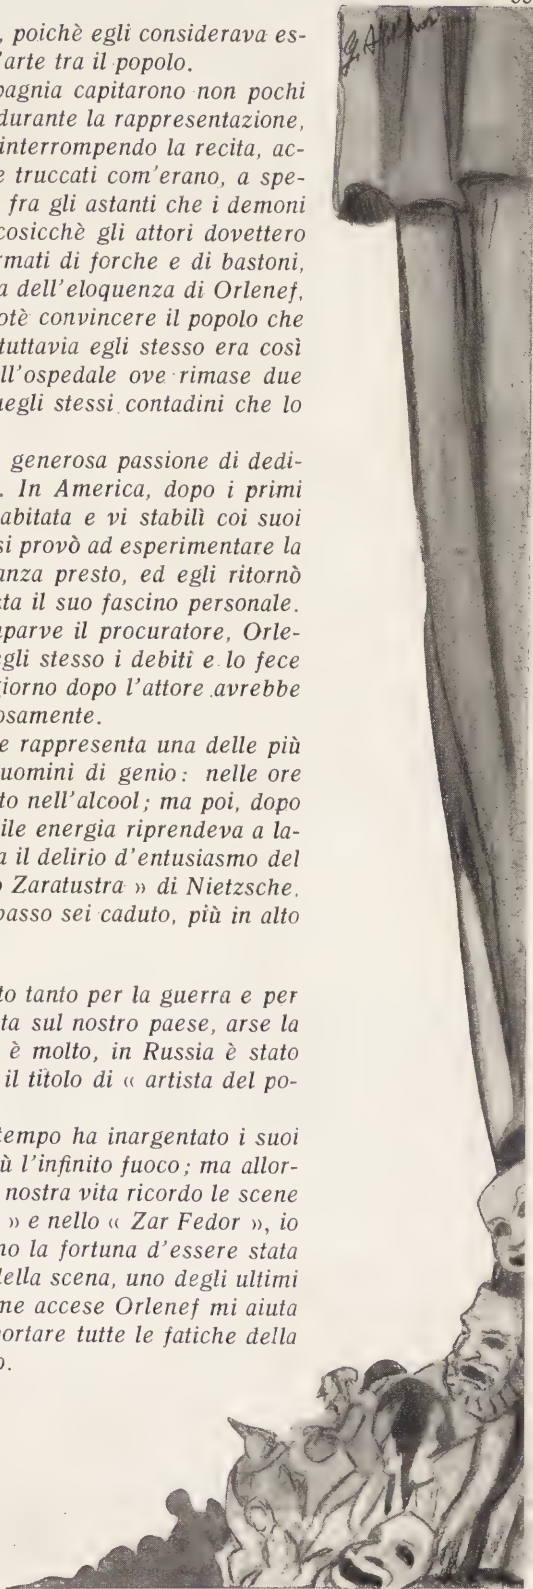 , poichè egli considerava es-
'arte tra il popolo.
pagnia capitarono non pochi
durante la rappresentazione,
interrompendo la recita, ac-
e truccati com'erano, a spe-
fra gli astanti che i demoni
cosicchè gli attori dovettero
rmati di forche e di bastoni,
a dell'eloquenza di Orlenef,
otè convincere il popolo che
tuttavia egli stesso era così
ll'ospedale ove rimase due
uegli stessi contadini che lo
generosa passione di dedi-
. In America, dopo i primi
abitata e vi stabilì coi suoi
si provò ad esperimentare la
anza presto, ed egli ritornò
ta il suo fascino personale.
parve il procuratore, Orle-
egli stesso i debiti e lo fece
giorno dopo l'attore avrebbe
osamente.
e rappresenta una delle più
uomini di genio: nelle ore
to nell'alcool; ma poi, dopo
ile energia riprendeva a la-
a il delirio d'entusiasmo del
o Zaratustra » di Nietzsche.
passo sei caduto, più in alto
to tanto per la guerra e per
ta sul nostro paese, arse la
è molto, in Russia è stato
il titolo di « artista del po-
tempo ha inargentato i suoi
ù l'infinito fuoco; ma allor-
nostra vita ricordo le scene
» e nello « Zar Fedor », io
no la fortuna d'essere stata
della scena, uno degli ultimi
me accese Orlenef mi aiuta
portare tutte le fatiche della
o.